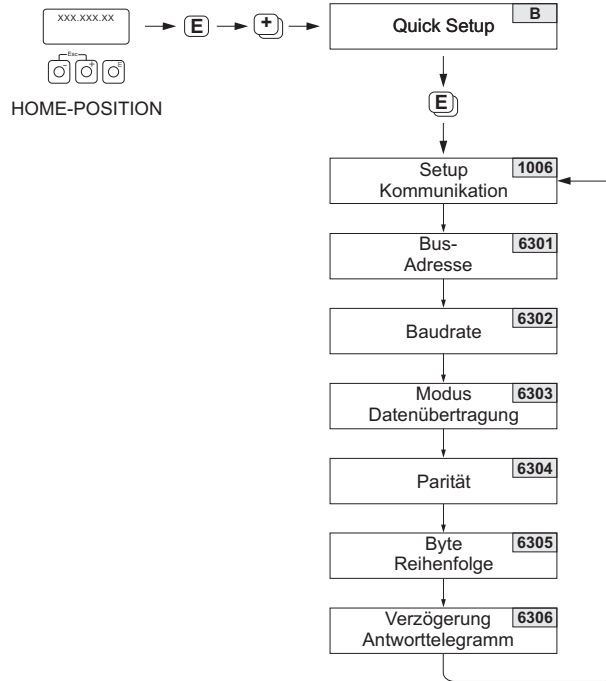 xxx.xxx.xx
E
+
Quick Setup
B
Esc
-
+
E
HOME-POSITION
E
Setup
Kommunikation
1006
Bus-
Adresse
6301
Baudrate
6302
Modus
Datenübertragung
6303
Parität
6304
Byte
Reihenfolge
6305
Verzögerung
Antworttelegramm
6306